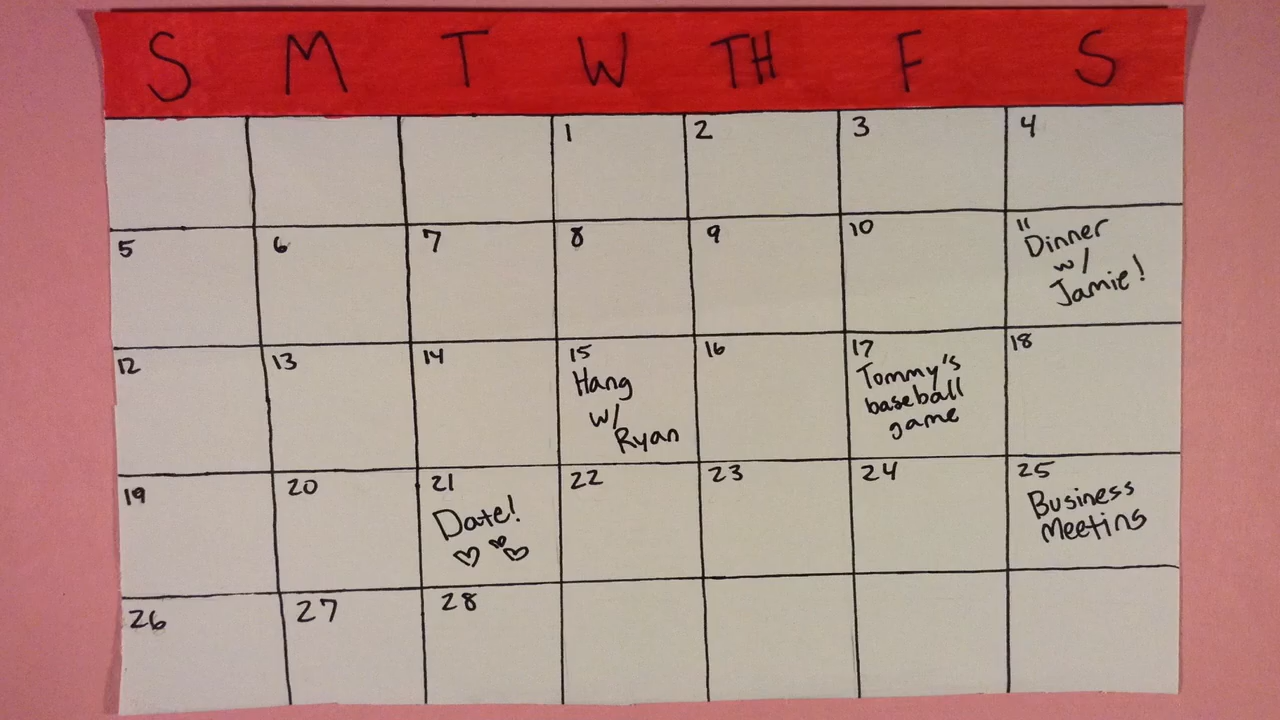 S M T W TH F S
1 2 3 4
5 6 7 8 9 10 11
Dinner
w/
Jamie!
12 13 14 15 16 17 18
Hang
w/
Ryan
Tommy's
baseball
game
19 20 21 22 23 24 25
Date!
Business
Meeting
26 27 28